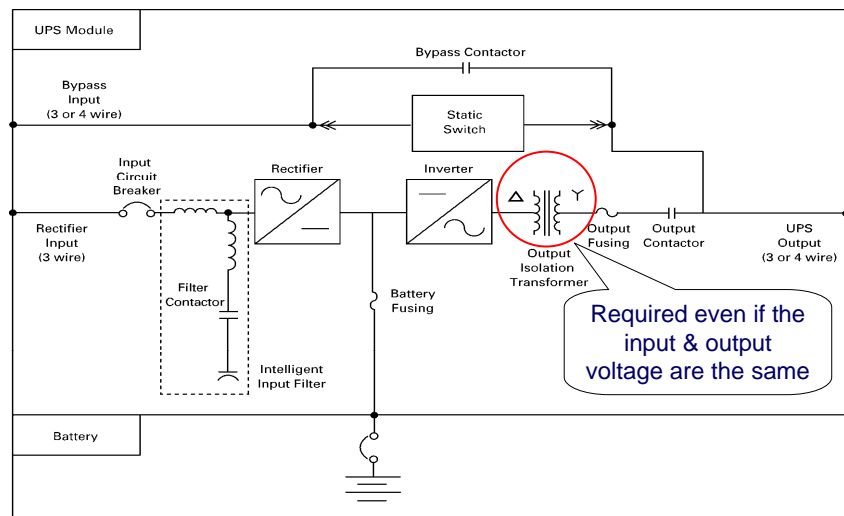 UPS Module
Bypass Contactor
Bypass
Input
(3 or 4 wire)
Static
Switch
Input
Circuit
Breaker
Rectifier
Inverter
Rectifier
Input
(3 wire)
Output
Fusing
Output
Contactor
UPS
Output
(3 or 4 wire)
Output
Isolation
Transformer
Filter
Contactor
Battery
Fusing
Intelligent
Input Filter
Required even if the
input & output
voltage are the same
Battery